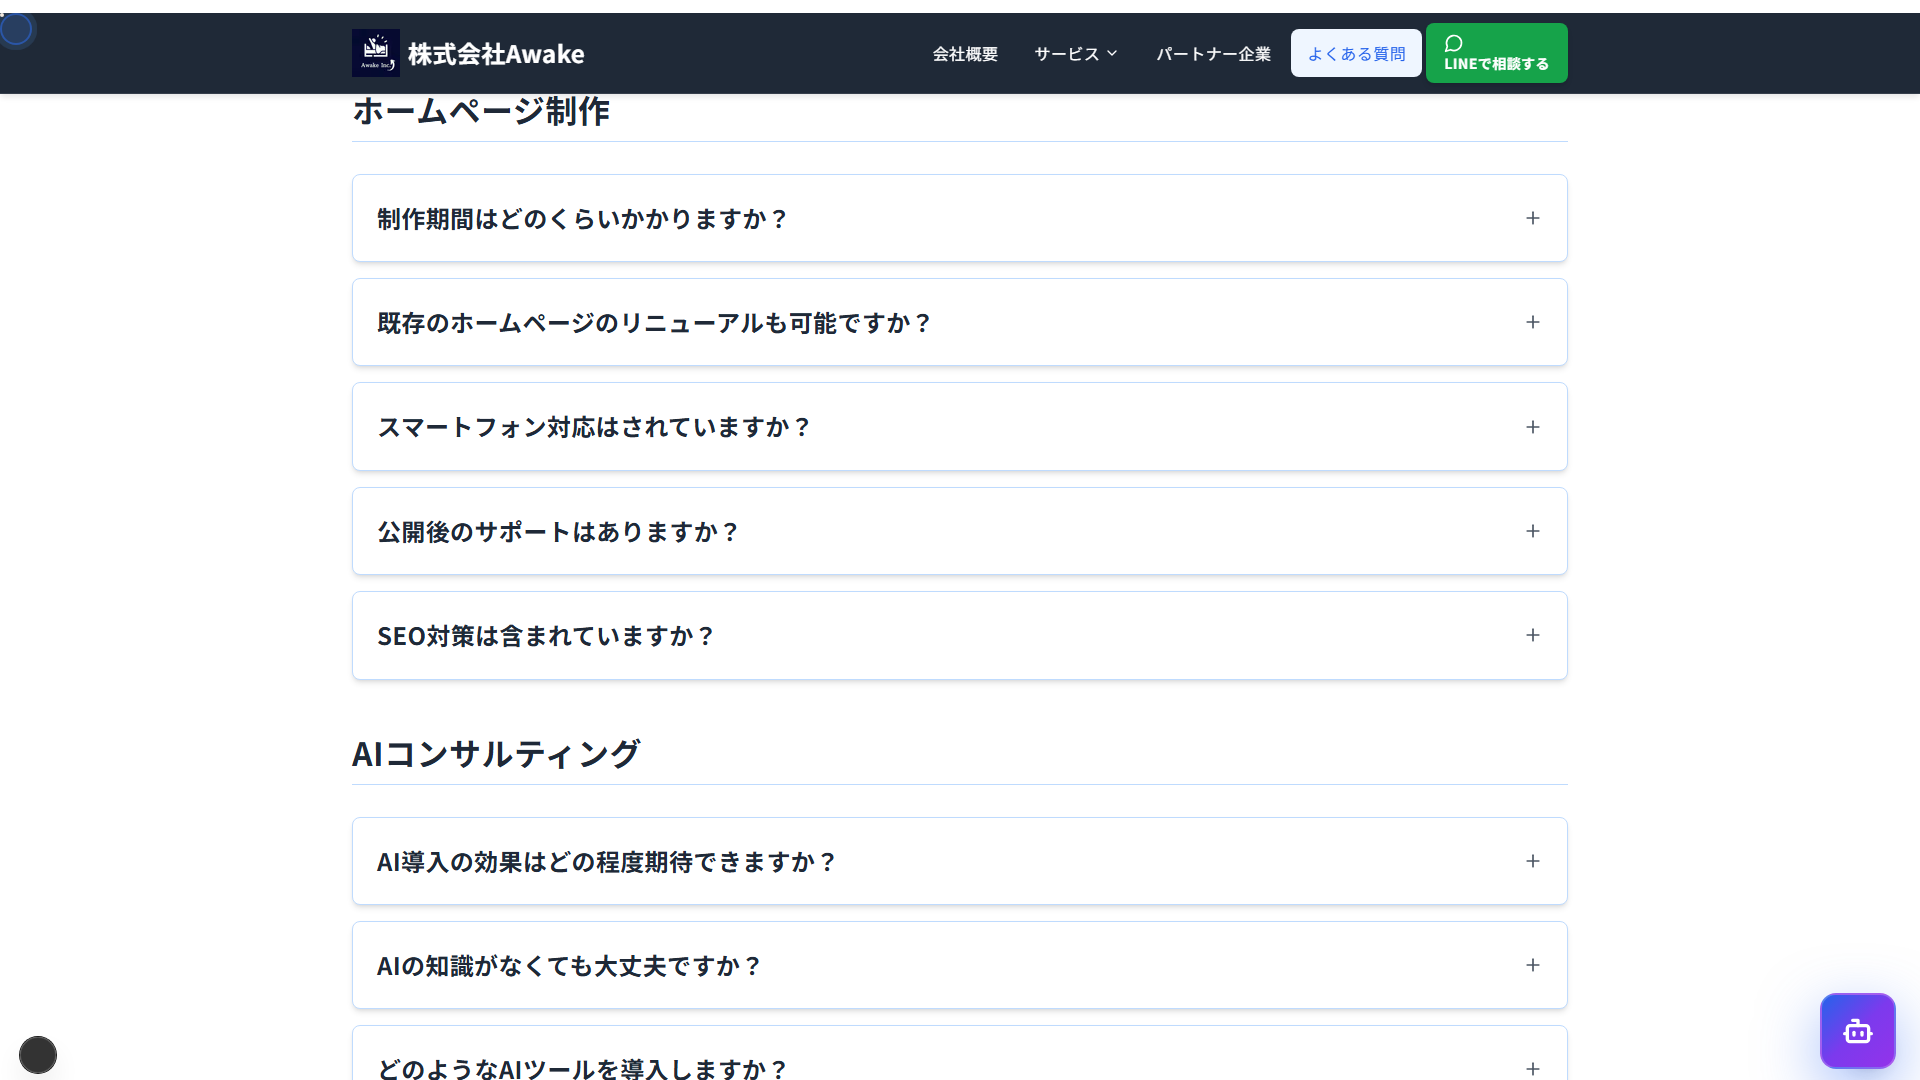 Awake Inc.
株式会社Awake
会社概要
サービス
パートナー企業
よくある質問
LINEで相談する
ホームページ制作
制作期間はどのくらいかかりますか？
既存のホームページのリニューアルも可能ですか？
スマートフォン対応はされていますか？
公開後のサポートはありますか？
SEO対策は含まれていますか？
AIコンサルティング
AI導入の効果はどの程度期待できますか？
AIの知識がなくても大丈夫ですか？
どのようなAIツールを導入しますか？